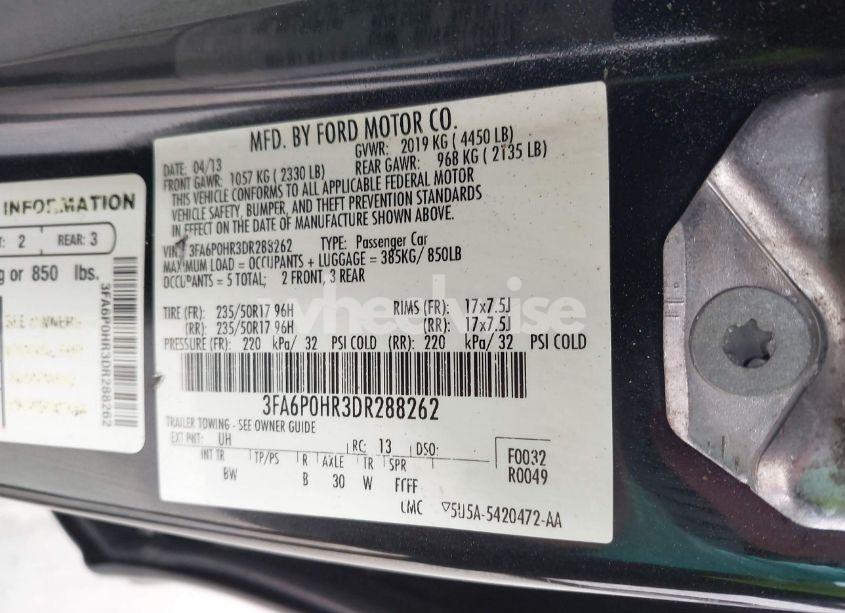 INFORMATION
2 REAR: 3
g or 850 lbs.
SEE OWNER
3FA6P0HR3DR288262
MFD. BY FORD MOTOR CO.
DATE: 04/13 GVWR: 2019 KG ( 4450 LB)
FRONT GAWR: 1057 KG ( 2330 LB) REAR GAWR: 968 KG ( 2135 LB)
THIS VEHICLE CONFORMS TO ALL APPLICABLE FEDERAL MOTOR
VEHICLE SAFETY, BUMPER, AND THEFT PREVENTION STANDARDS
IN EFFECT ON THE DATE OF MANUFACTURE SHOWN ABOVE.
VIN: 3FA6P0HR3DR288262 TYPE: Passenger Car
MAXIMUM LOAD = OCCUPANTS + LUGGAGE = 385KG/ 850LB
OCCUPANTS = 5 TOTAL; 2 FRONT, 3 REAR
wheelwise
TIRE (FR): 235/50R17 96H RIMS (FR): 17x7.5J
(RR): 235/50R17 96H (RR): 17x7.5J
PRESSURE (FR): 220 kPa/ 32 PSI COLD (RR): 220 kPa/ 32 PSI COLD
3FA6P0HR3DR288262
TRAILER TOWING - SEE OWNER GUIDE
EXT PNT: UH RC: 13 DSO: F0032
INT TR TP/PS R AXLE TR SPR R0049
BW B 30 W FFFF
LMC ▽5U5A-5420472-AA